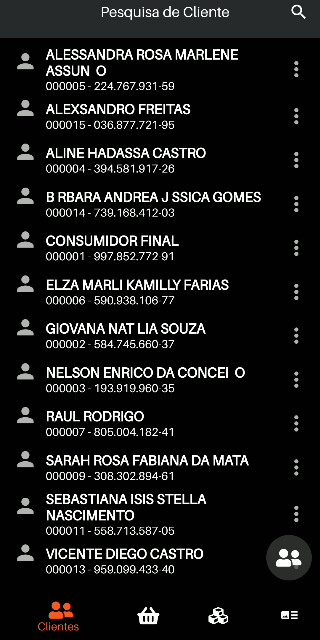 Pesquisa de Cliente
ALESSANDRA ROSA MARLENE
ASSUN O
000005 - 224.767.931-59
ALEXSANDRO FREITAS
000015 - 036.877.721-95
ALINE HADASSA CASTRO
000004 - 394.581.917-26
B RBARA ANDREA J SSICA GOMES
000014 - 739.168.412-03
CONSUMIDOR FINAL
000001 - 997.852.772 91
ELZA MARLI KAMILLY FARIAS
000006 - 590.938.106-77
GIOVANA NAT LIA SOUZA
000002 - 584.745.660-37
NELSON ENRICO DA CONCEI O
000003 - 193.919.960-35
RAUL RODRIGO
000007 - 805.004.182-41
SARAH ROSA FABIANA DA MATA
000009 - 308.302.894-61
SEBASTIANA ISIS STELLA
NASCIMENTO
000011 - 558.713.587-05
VICENTE DIEGO CASTRO
000013 - 959.099.433-40
Clientes